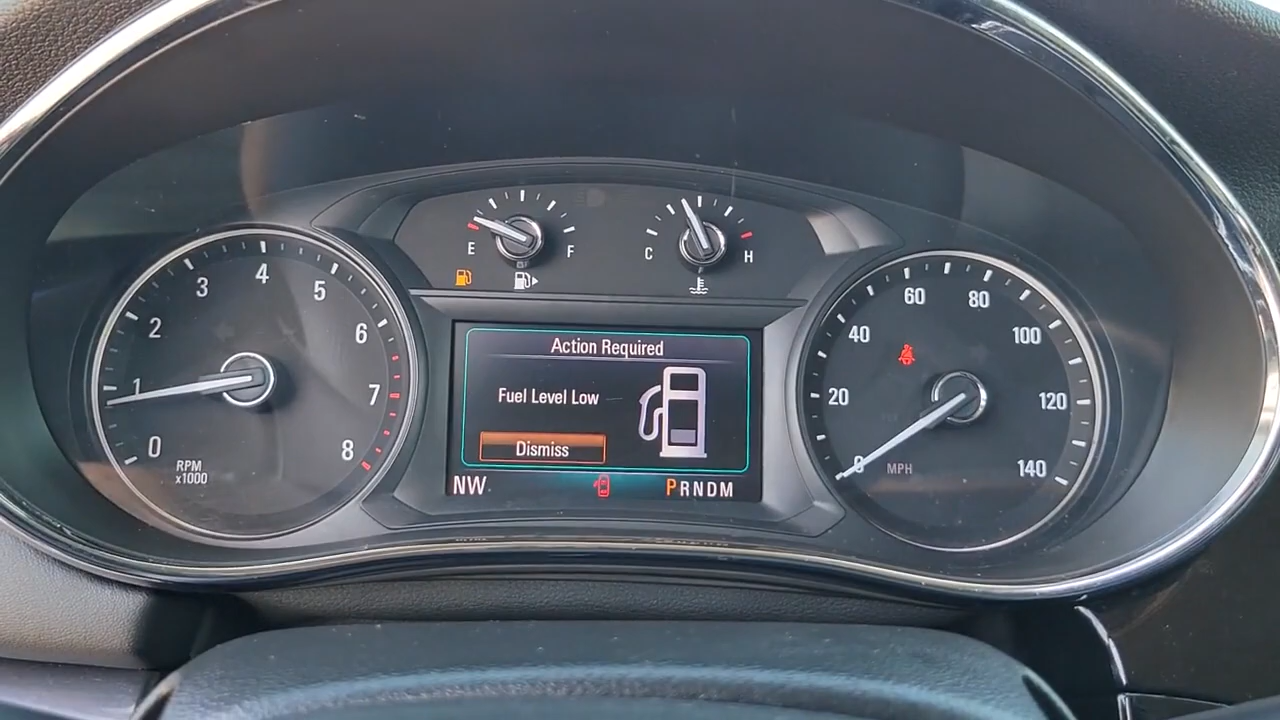 E
F
C
H
0
1
2
3
4
5
6
7
8
RPM
x1000
Action Required
Fuel Level Low
Dismiss
NW
PRNDM
0
20
40
60
80
100
120
140
MPH